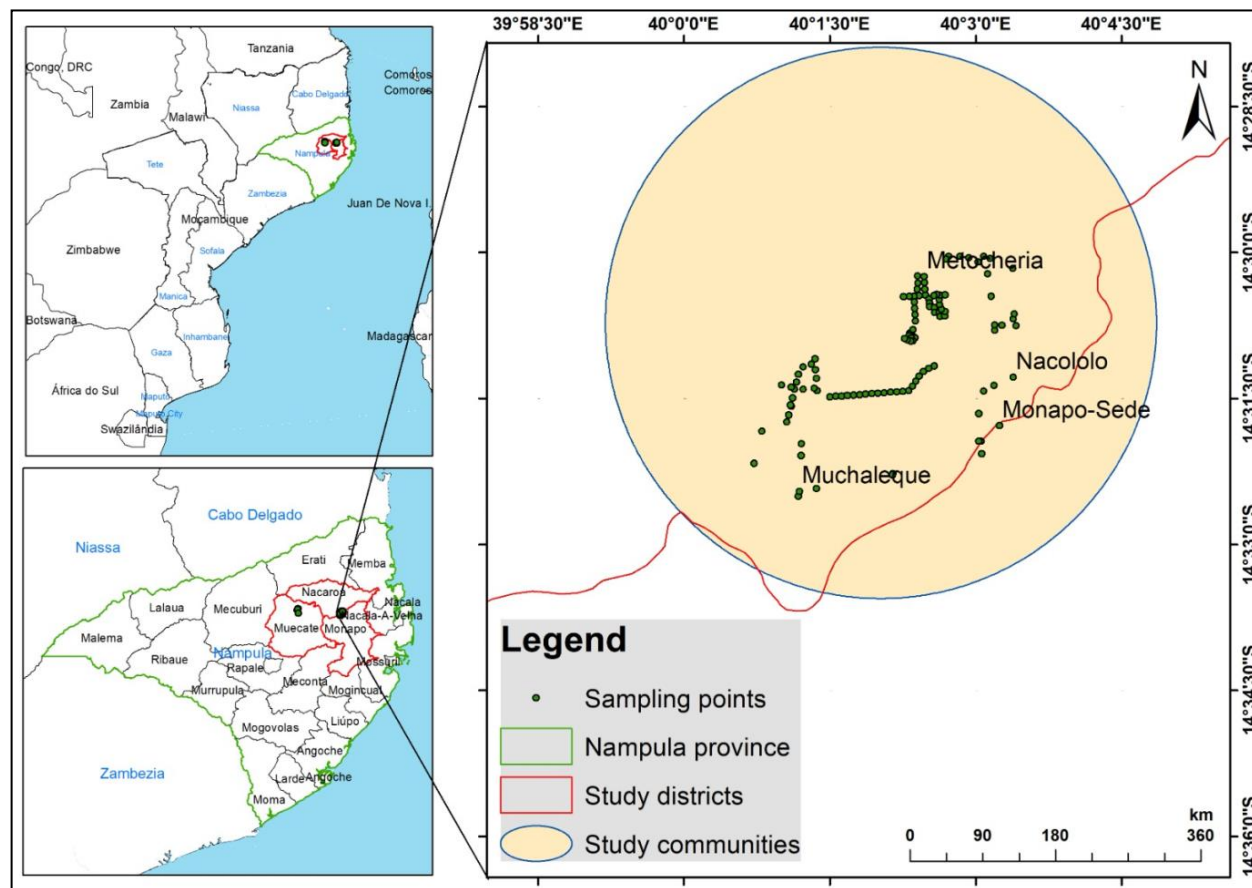 Tanzania
Congo, DRC
Comoros
Comoros
Zambia
Malawi
Niassa
Cabo Delgado
Nampula
Tete
Zambezia
Juan De Nova I.
Moçambique
Zimbabwe
Sofala
Manica
Botswana
Inhambane
Madagascar
Gaza
África do Sul
Maputo
Maputo City
Swazilândia
Cabo Delgado
Niassa
Erati
Memba
Nacaroa
Lalaua
Mecuburi
Nacala
Nacala-A-Velha
Muecate
Monapo
Malema
Nampula
Ribaue
Rapale
Mossuril
Meconta
Murrupula
Mogincual
Mogovolas
Liúpo
Angoche
Zambezia
Larde
Angoche
Moma
39°58'30"E
40°0'0"E
40°1'30"E
40°3'0"E
40°4'30"E
N
14°28'30"S
14°30'0"S
14°31'30"S
14°33'0"S
14°34'30"S
14°36'0"S
Metocheria
Nacololo
Monapo-Sede
Muchaleque
Legend
Sampling points
Nampula province
Study districts
Study communities
km
0 90 180 360